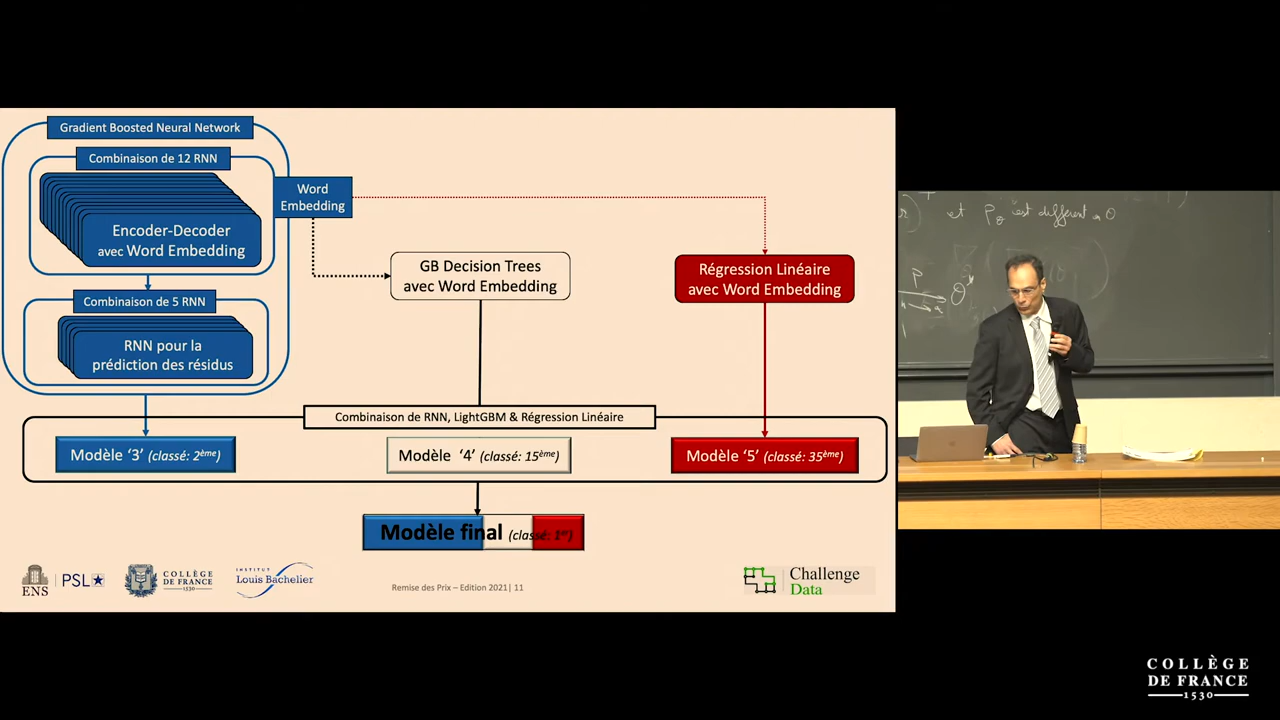 Gradient Boosted Neural Network
Combinaison de 12 RNN
Encoder-Decoder
avec Word Embedding
Combinaison de 5 RNN
RNN pour la
prédiction des résidus
Word
Embedding
GB Decision Trees
avec Word Embedding
Régression Linéaire
avec Word Embedding
Combinaison de RNN, LightGBM & Régression Linéaire
Modèle ‘3’ (classé: 2ème)
Modèle ‘4’ (classé: 15ème)
Modèle ‘5’ (classé: 35ème)
Modèle final (classé: 1er)
ENS
PSL
COLLÈGE
DE FRANCE
1530
INSTITUT
Louis Bachelier
Remise des Prix – Edition 2021| 11
Challenge
Data
et P est different
COLLÈGE
DE FRANCE
1530